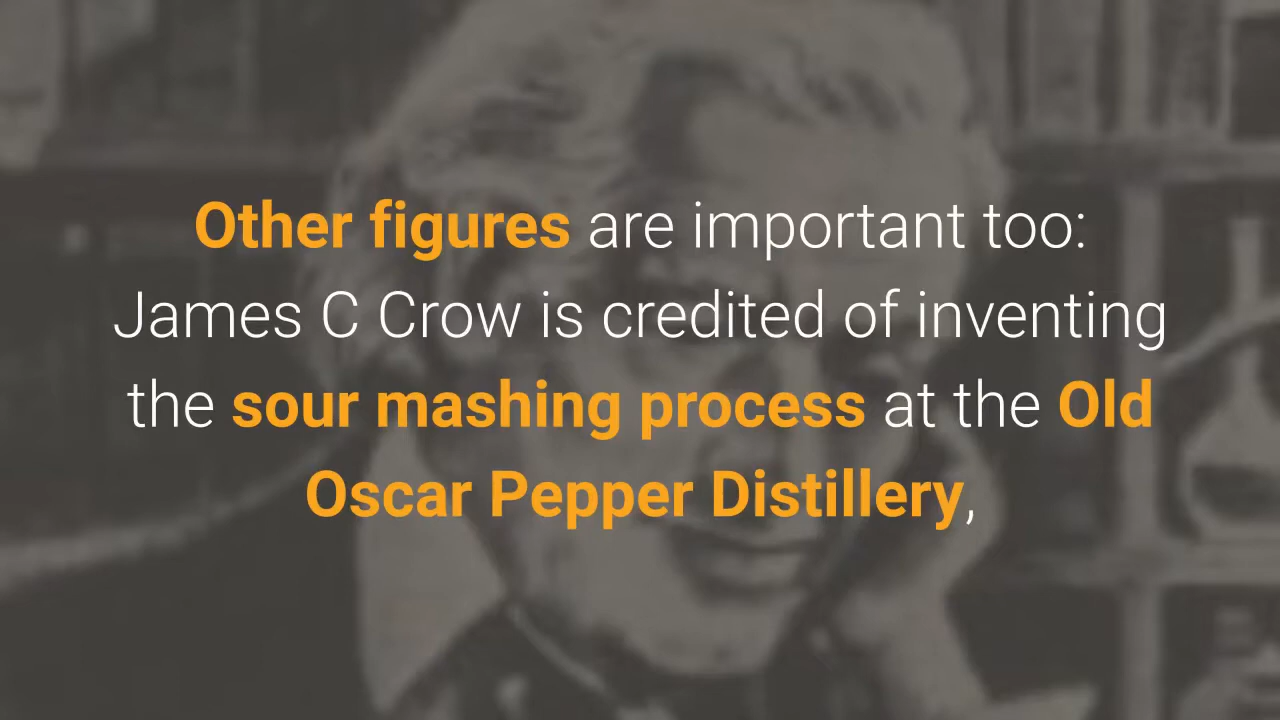 Other figures are important too:
James C Crow is credited of inventing
the sour mashing process at the Old
Oscar Pepper Distillery,